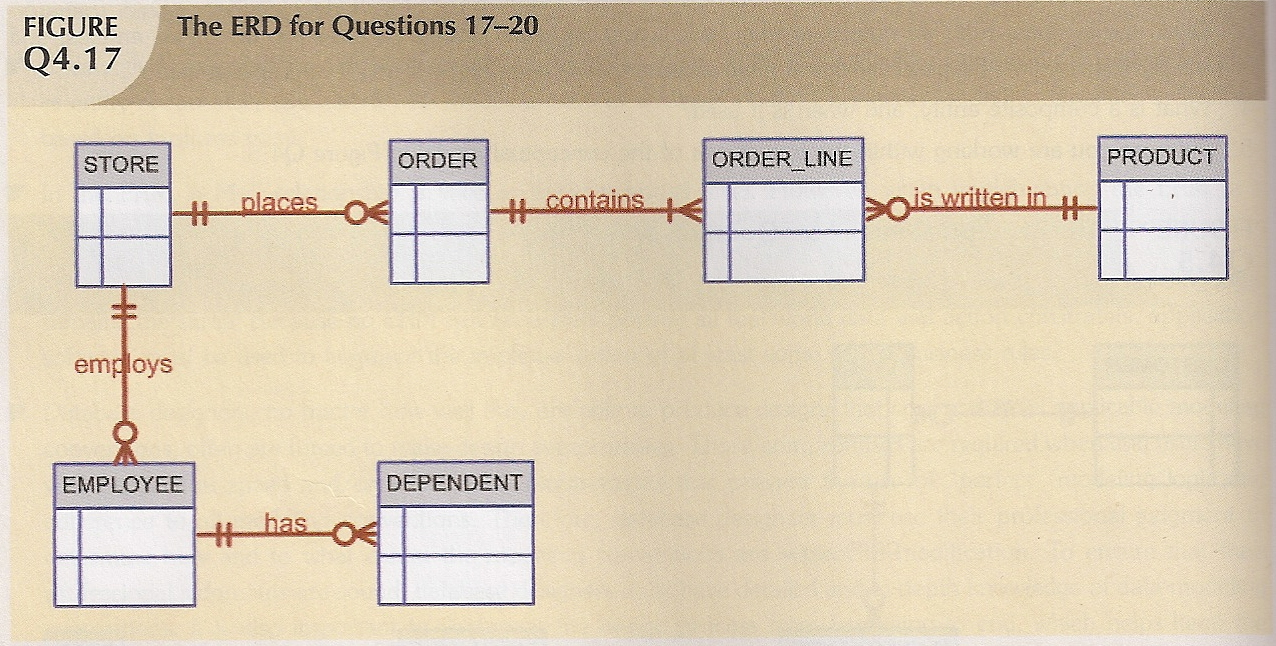 FIGURE
Q4.17
The ERD for Questions 17–20
STORE
places
ORDER
contains
ORDER_LINE
is written in
PRODUCT
employs
EMPLOYEE
has
DEPENDENT